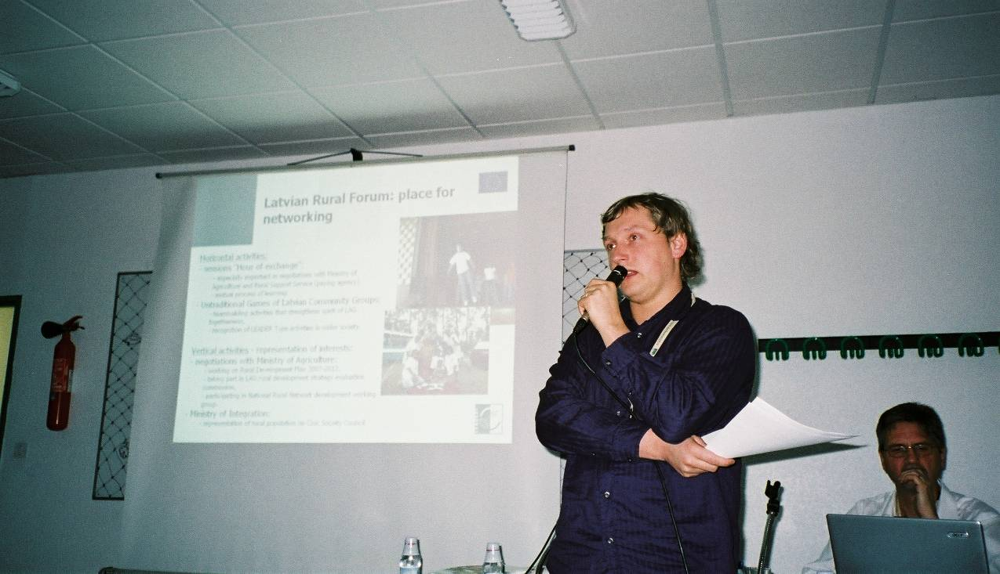 Latvian Rural Forum: place for
networking
Horizontal activities:
- sessions "Hour of exchange":
- especially important in negotiations with Ministry of
Agriculture and Rural Support Service (paying agency)
- mutual process of learning
- Untraditional Games of Latvian Community Groups:
- teambuilding activities that strengthens spirit of LAG
togetherness,
- recognition of LEADER Type activities in wider society
Vertical activities - representation of interests:
- negotiations with Ministry of Agriculture:
- working on Rural Development Plan 2007-2013,
- taking part in LAG rural development strategy evaluation
commission,
- participating in National Rural Network development working
group.
- Ministry of Integration:
- representation of rural population on Civic Society Council
acer